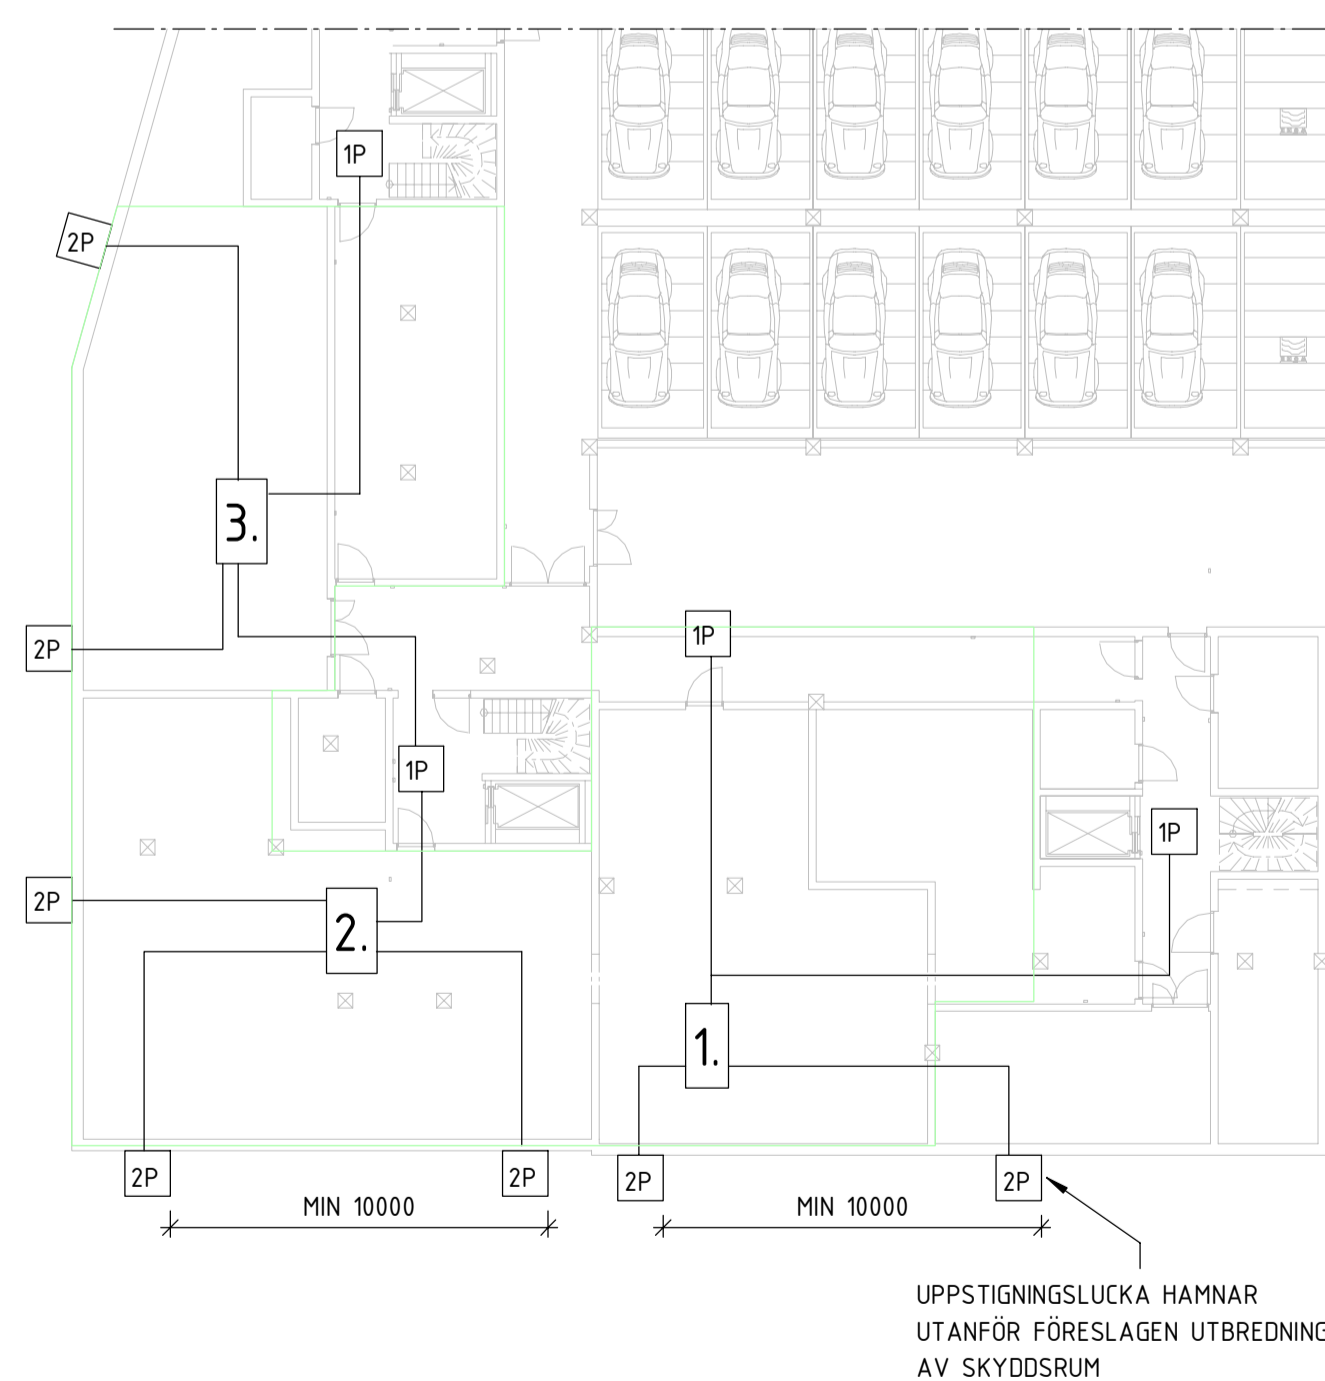 1P
2P
3.
2P
1P
1P
1P
2P
2.
1.
2P
2P
2P
2P
MIN 10000
MIN 10000
UPPSTIGNINGSLUCKA HAMNAR
UTANFÖR FÖRESLAGEN UTBREDNING
AV SKYDDSRUM